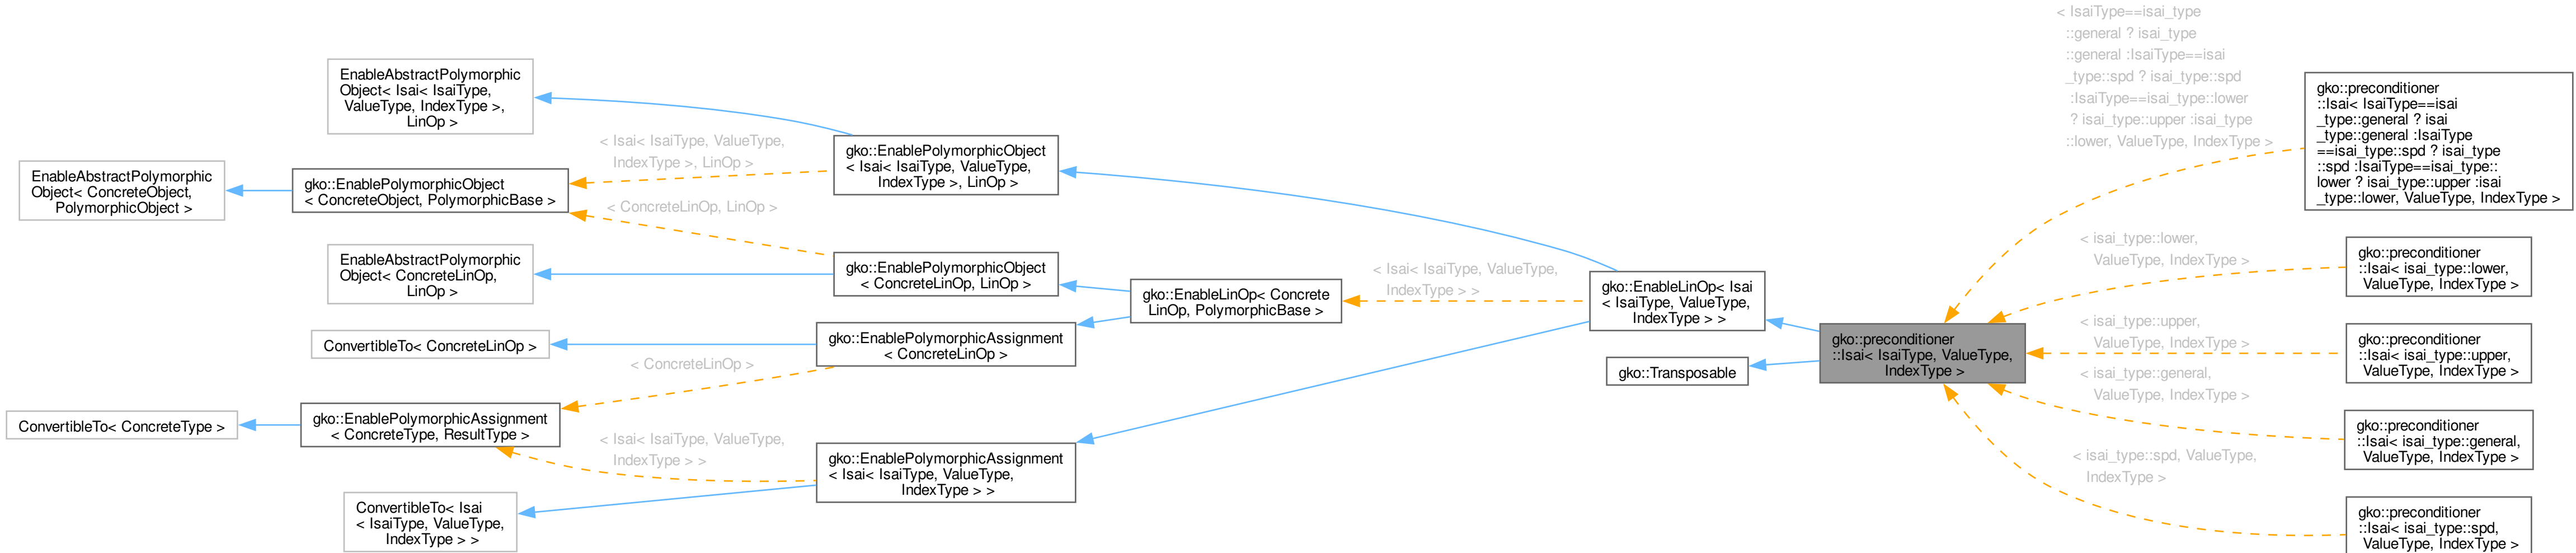 EnableAbstractPolymorphic
Object< ConcreteObject,
PolymorphicObject >
ConvertibleTo< ConcreteType >
EnableAbstractPolymorphic
Object< Isai< IsaiType,
ValueType, IndexType >,
LinOp >
gko::EnablePolymorphicObject
< ConcreteObject, PolymorphicBase >
EnableAbstractPolymorphic
Object< ConcreteLinOp,
LinOp >
ConvertibleTo< ConcreteLinOp >
gko::EnablePolymorphicAssignment
< ConcreteType, ResultType >
ConvertibleTo< Isai
< IsaiType, ValueType,
IndexType > >
< Isai< IsaiType, ValueType,
IndexType >, LinOp >
< ConcreteLinOp, LinOp >
< ConcreteLinOp >
< Isai< IsaiType, ValueType,
IndexType > >
gko::EnablePolymorphicObject
< Isai< IsaiType, ValueType,
IndexType >, LinOp >
gko::EnablePolymorphicObject
< ConcreteLinOp, LinOp >
gko::EnablePolymorphicAssignment
< ConcreteLinOp >
gko::EnablePolymorphicAssignment
< Isai< IsaiType, ValueType,
IndexType > >
gko::EnableLinOp< Concrete
LinOp, PolymorphicBase >
< Isai< IsaiType, ValueType,
IndexType > >
gko::EnableLinOp< Isai
< IsaiType, ValueType,
IndexType > >
gko::Transposable
gko::preconditioner
::Isai< IsaiType, ValueType,
IndexType >
< IsaiType==isai_type
::general ? isai_type
::general :IsaiType==isai
_type::spd ? isai_type::spd
:IsaiType==isai_type::lower
? isai_type::upper :isai_type
::lower, ValueType, IndexType >
< isai_type::lower,
ValueType, IndexType >
< isai_type::upper,
ValueType, IndexType >
< isai_type::general,
ValueType, IndexType >
< isai_type::spd, ValueType,
IndexType >
gko::preconditioner
::Isai< IsaiType==isai
_type::general ? isai
_type::general :IsaiType
==isai_type::spd ? isai_type
::spd :IsaiType==isai_type::
lower ? isai_type::upper :isai
_type::lower, ValueType, IndexType >
gko::preconditioner
::Isai< isai_type::lower,
ValueType, IndexType >
gko::preconditioner
::Isai< isai_type::upper,
ValueType, IndexType >
gko::preconditioner
::Isai< isai_type::general,
ValueType, IndexType >
gko::preconditioner
::Isai< isai_type::spd,
ValueType, IndexType >